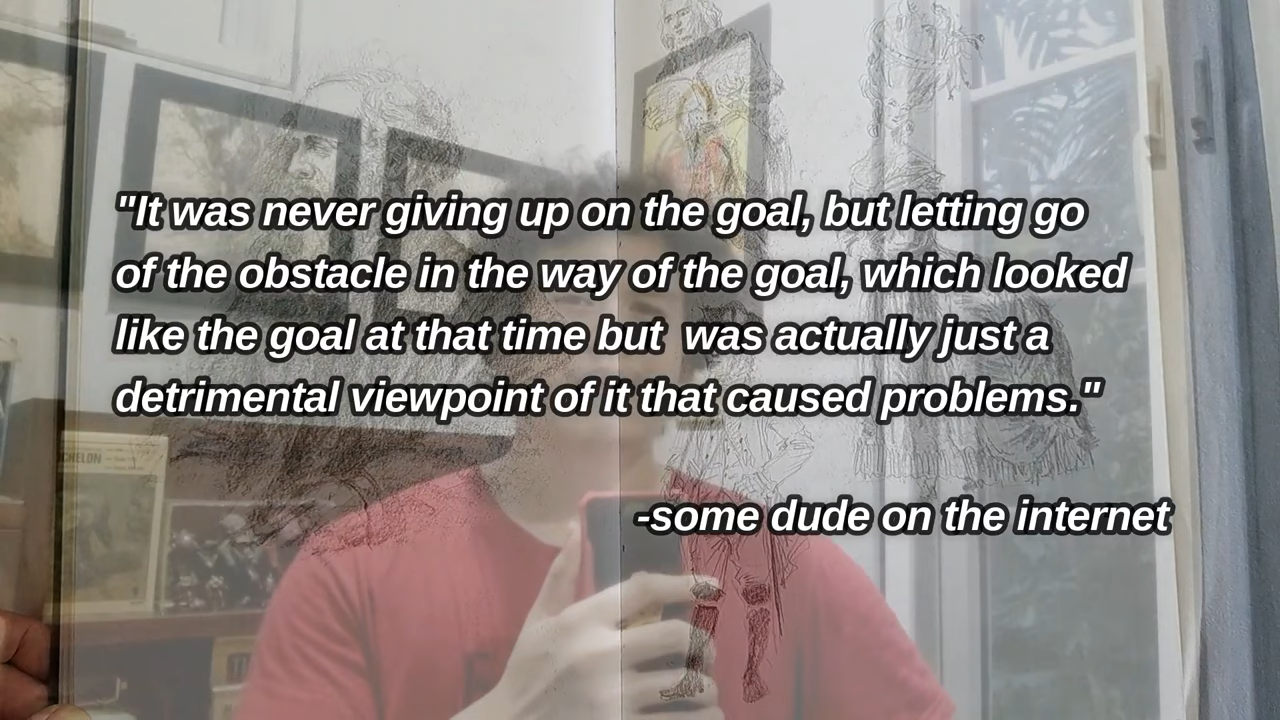 "It was never giving up on the goal, but letting go
of the obstacle in the way of the goal, which looked
like the goal at that time but  was actually just a
detrimental viewpoint of it that caused problems."
-some dude on the internet